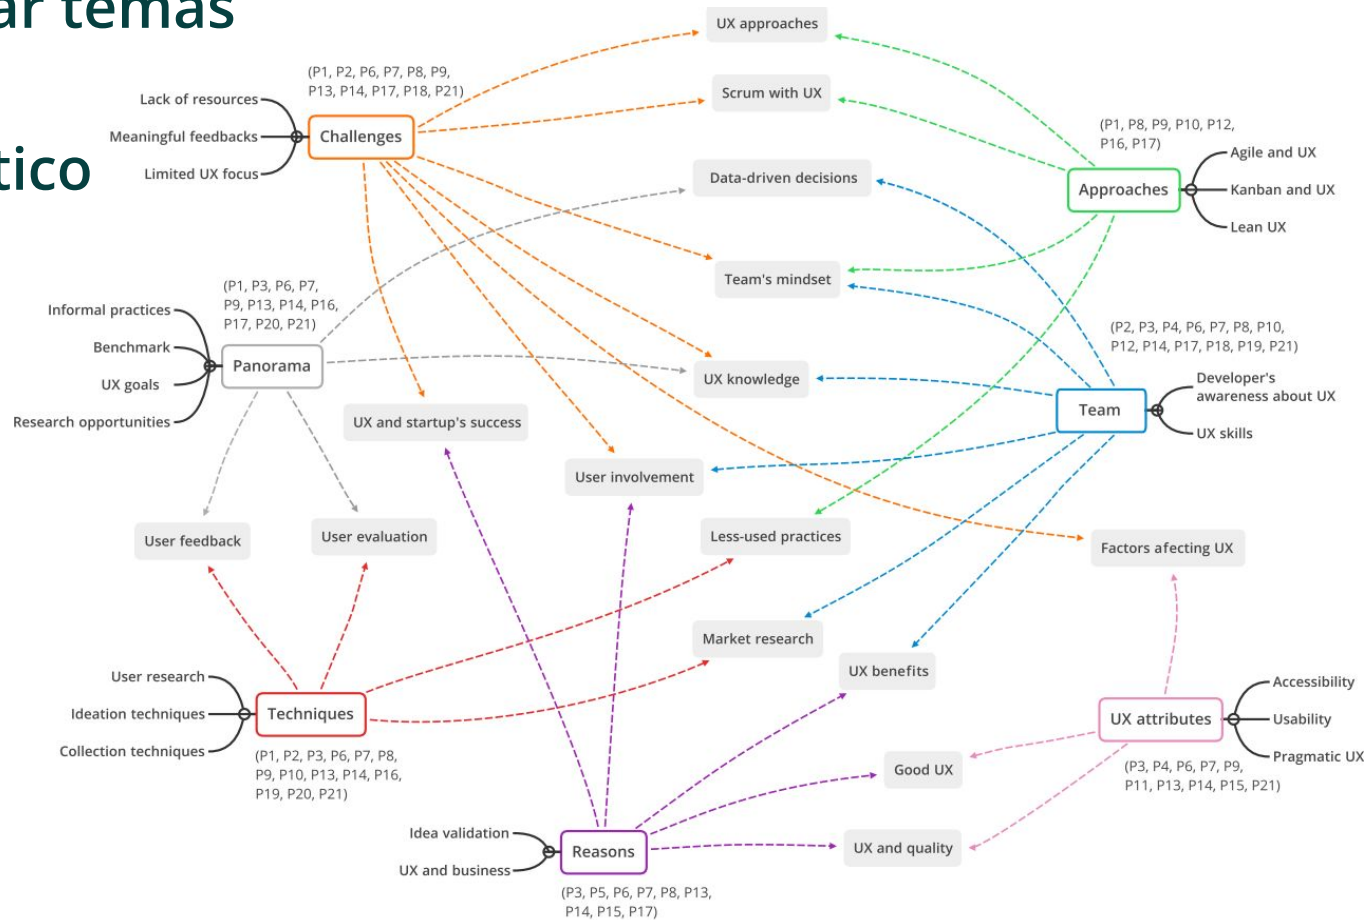 ar temas
tico
UX approaches
(P1, P2, P6, P7, P8, P9,
P13, P14, P17, P18, P21)
Lack of resources
Meaningful feedbacks
Limited UX focus
Challenges
Scrum with UX
(P1, P8, P9, P10, P12,
P16, P17)
Approaches
Agile and UX
Kanban and UX
Lean UX
Data-driven decisions
Team's mindset
(P1, P3, P6, P7,
P9, P13, P14, P16,
P17, P20, P21)
Informal practices
Benchmark
UX goals
Research opportunities
Panorama
UX knowledge
(P2, P3, P4, P6, P7, P8, P10,
P12, P14, P17, P18, P19, P21)
Team
Developer's
awareness about UX
UX skills
UX and startup's success
User involvement
User feedback
User evaluation
Less-used practices
Factors afecting UX
Market research
UX benefits
User research
Ideation techniques
Collection techniques
Techniques
(P1, P2, P3, P6, P7, P8,
P9, P10, P13, P14, P16,
P19, P20, P21)
UX attributes
Accessibility
Usability
Pragmatic UX
(P3, P4, P6, P7, P9,
P11, P13, P14, P15, P21)
Good UX
UX and quality
Idea validation
UX and business
Reasons
(P3, P5, P6, P7, P8, P13,
P14, P15, P17)